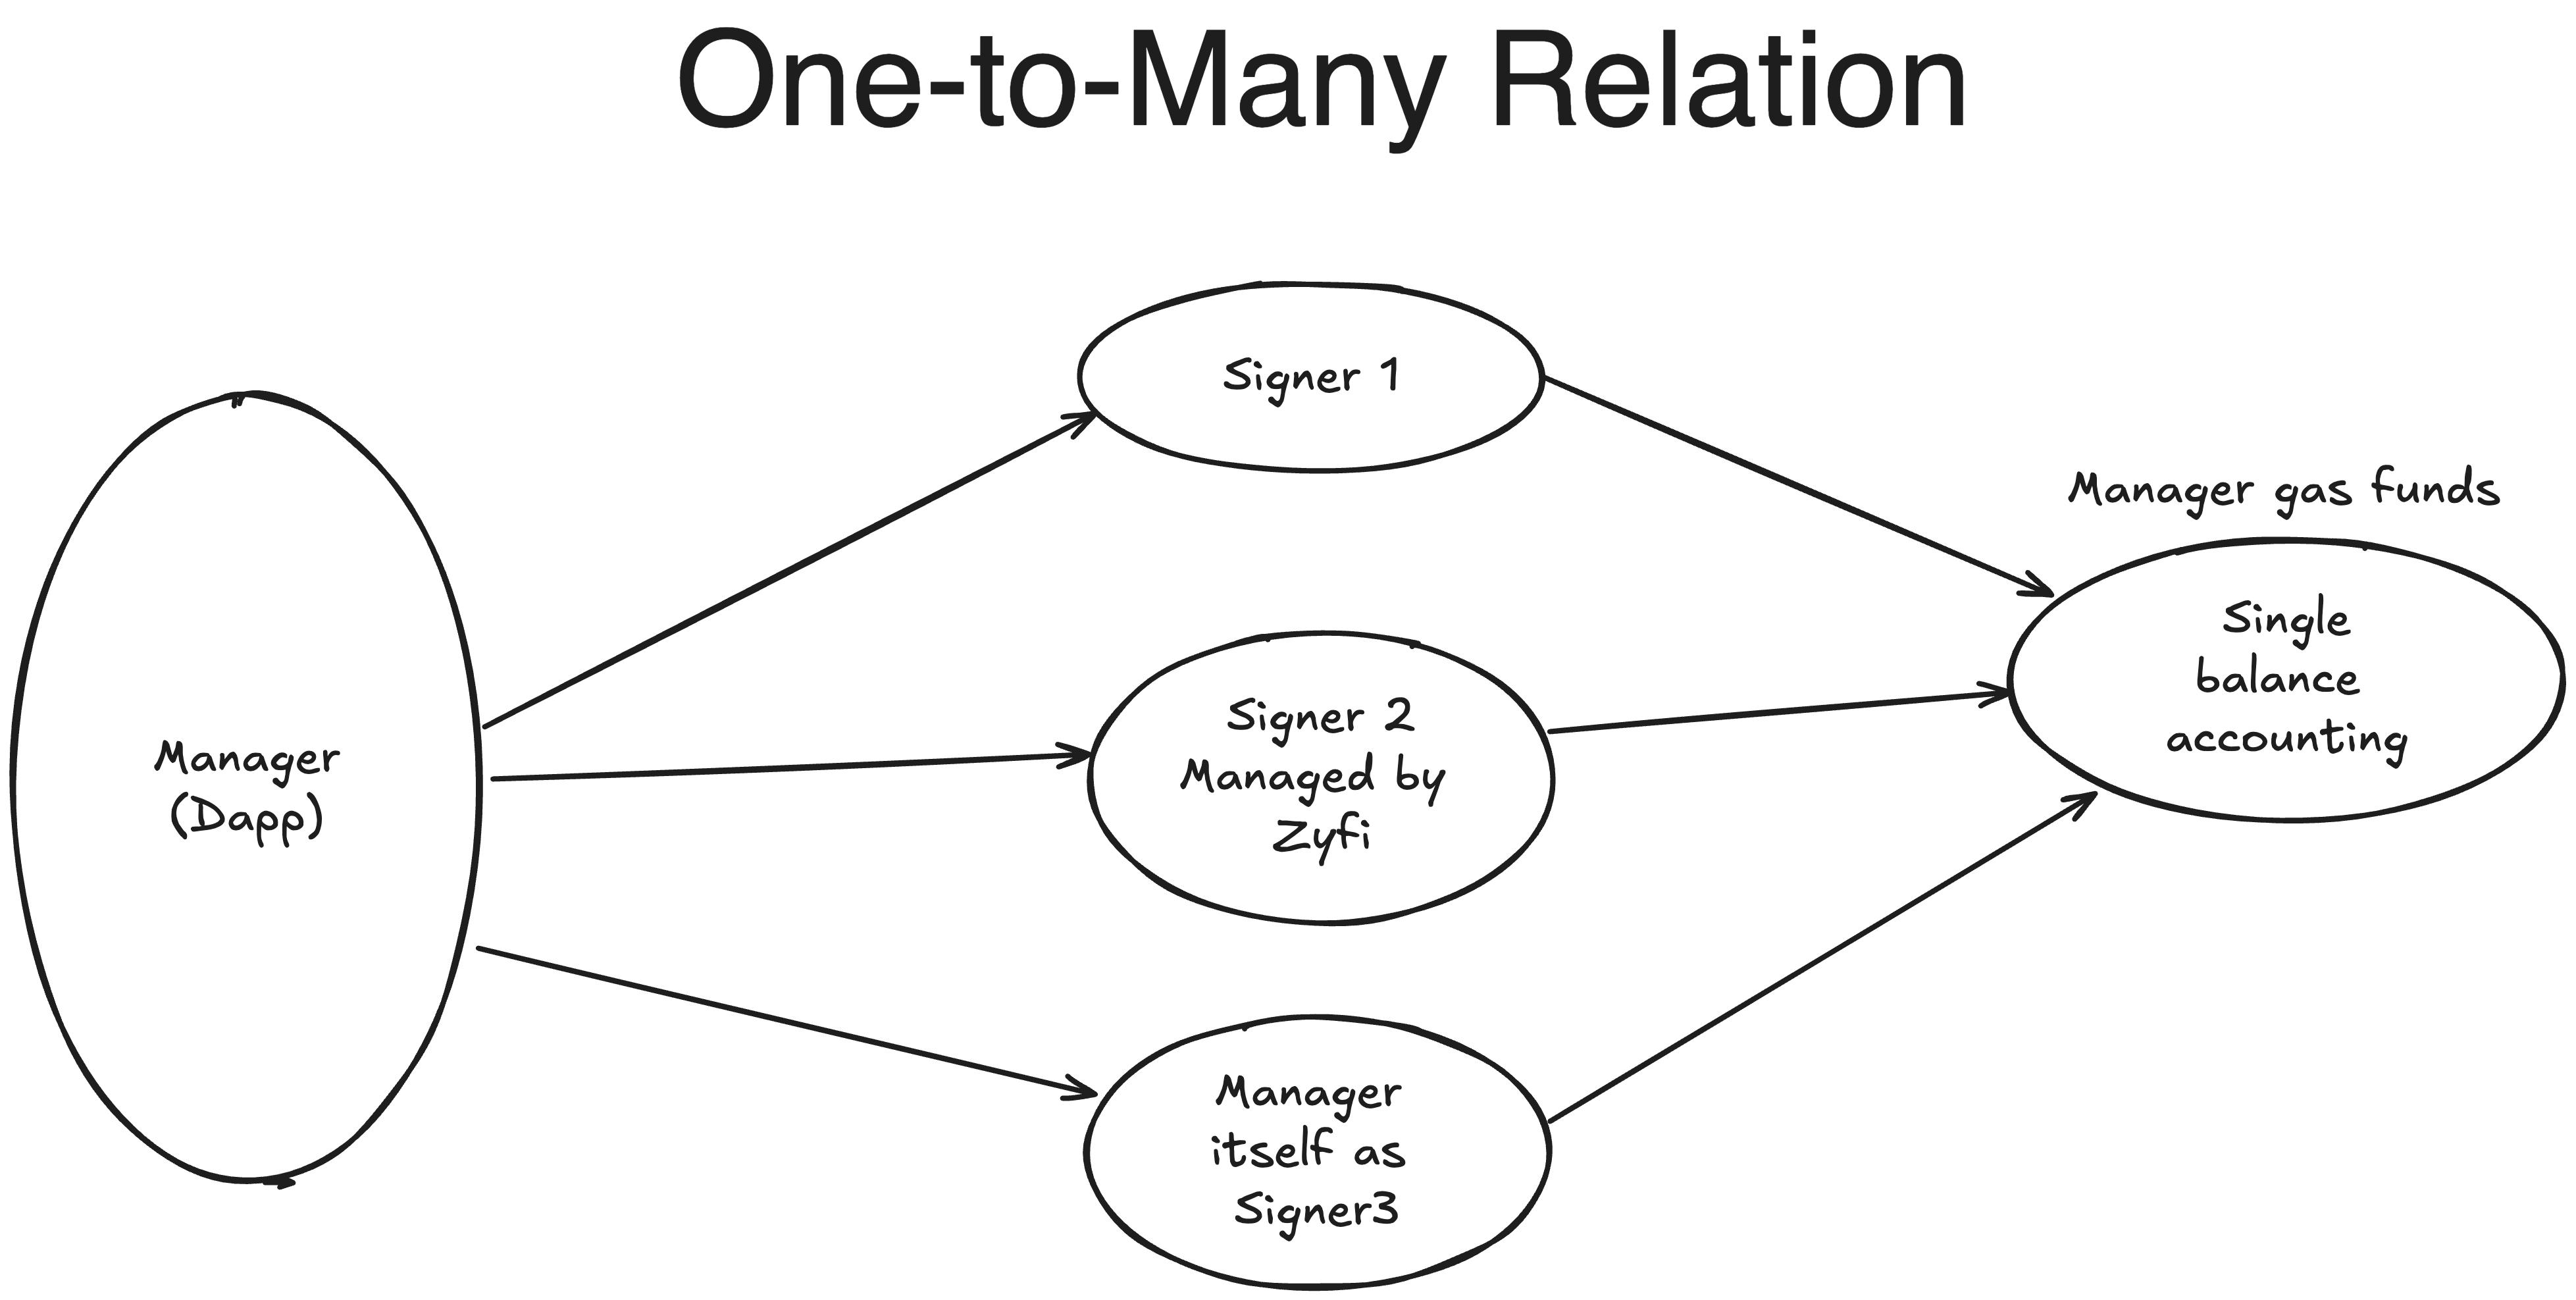 One-to-Many Relation
Manager
(Dapp)
Signer 1
Signer 2
Managed by
Zyfi
Manager
itself as
Signer3
Manager gas funds
Single
balance
accounting